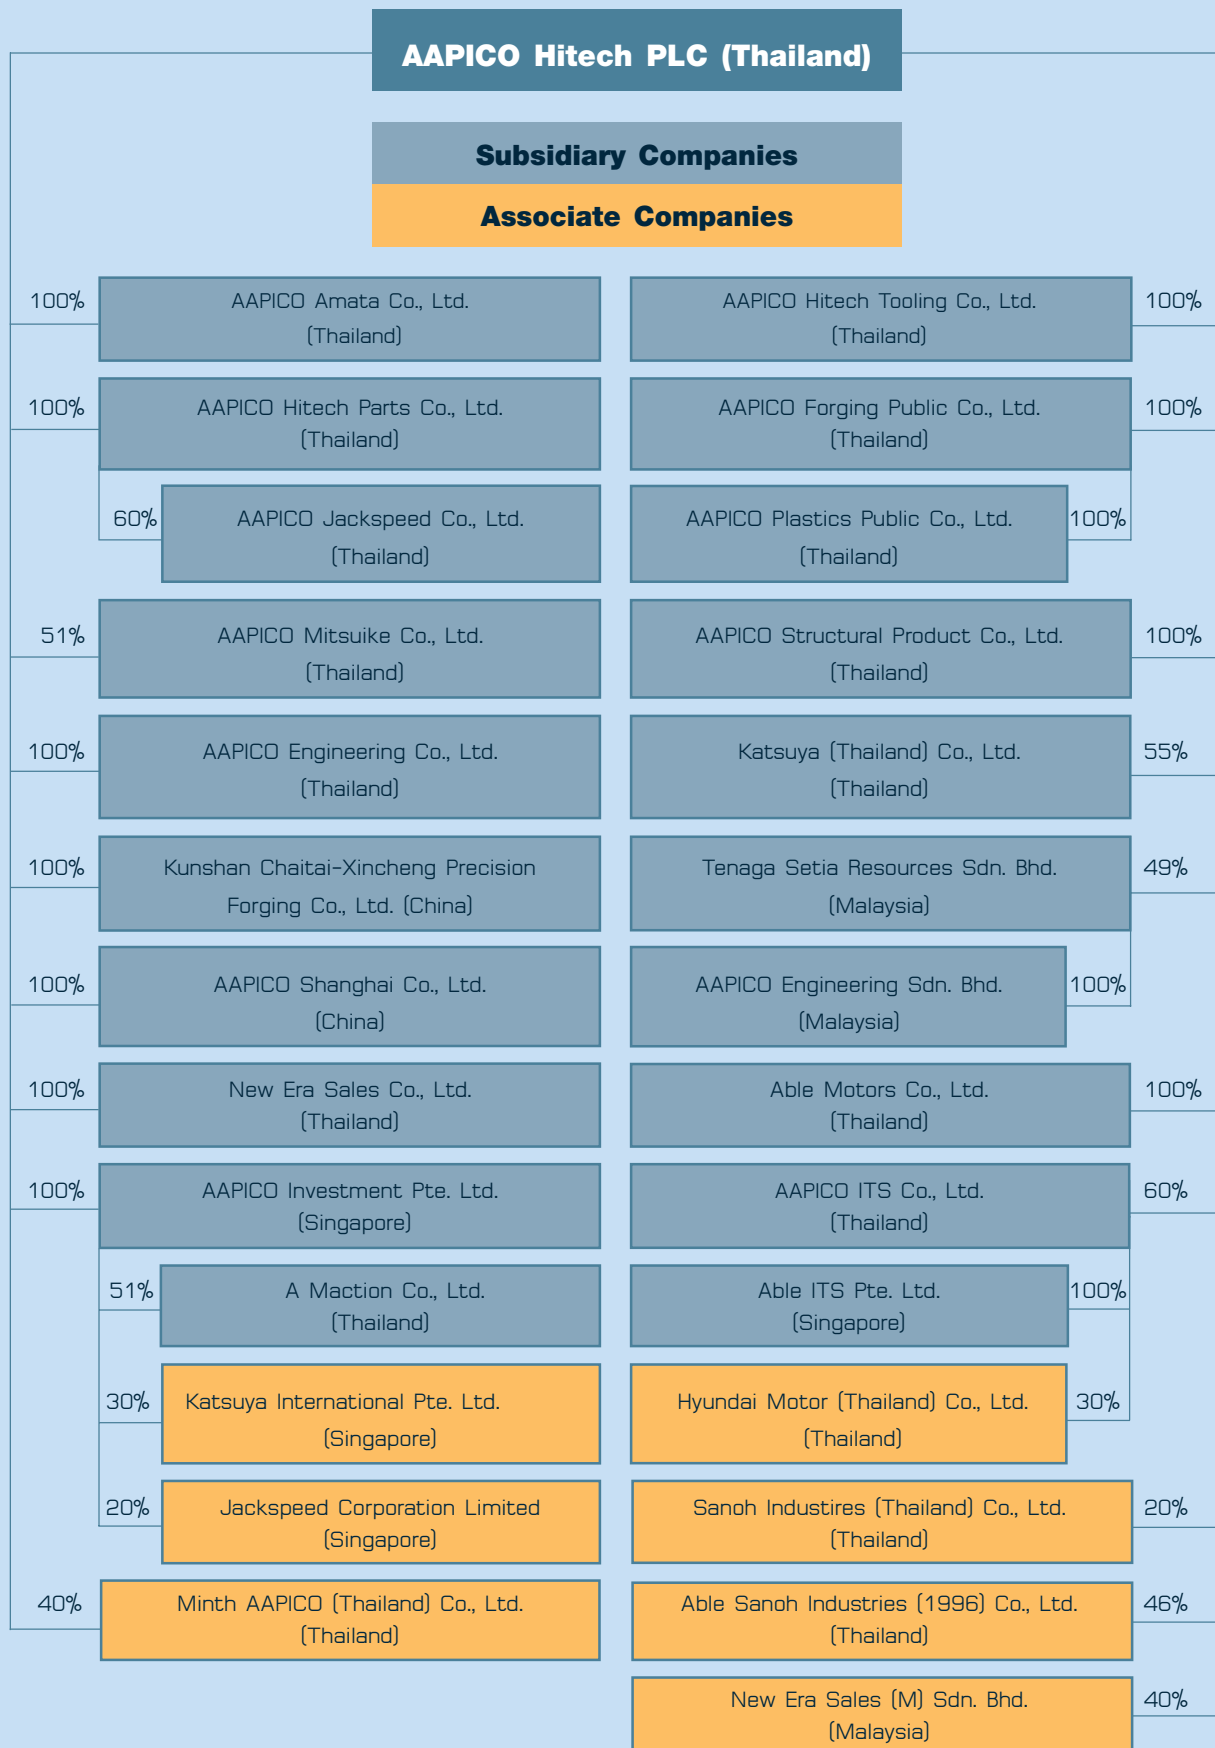 AAPICO Hitech PLC (Thailand)
Subsidiary Companies
Associate Companies
100%
AAPICO Amata Co., Ltd.
(Thailand)
100%
AAPICO Hitech Parts Co., Ltd.
(Thailand)
60%
AAPICO Jackspeed Co., Ltd.
(Thailand)
51%
AAPICO Mitsuike Co., Ltd.
(Thailand)
100%
AAPICO Engineering Co., Ltd.
(Thailand)
100%
Kunshan Chaitai-Xincheng Precision
Forging Co., Ltd. (China)
100%
AAPICO Shanghai Co., Ltd.
(China)
100%
New Era Sales Co., Ltd.
(Thailand)
100%
AAPICO Investment Pte. Ltd.
(Singapore)
51%
A Maction Co., Ltd.
(Thailand)
30%
Katsuya International Pte. Ltd.
(Singapore)
20%
Jackspeed Corporation Limited
(Singapore)
40%
Minth AAPICO (Thailand) Co., Ltd.
(Thailand)
AAPICO Hitech Tooling Co., Ltd.
(Thailand)
100%
AAPICO Forging Public Co., Ltd.
(Thailand)
100%
AAPICO Plastics Public Co., Ltd.
(Thailand)
100%
AAPICO Structural Product Co., Ltd.
(Thailand)
100%
Katsuya (Thailand) Co., Ltd.
(Thailand)
55%
Tenaga Setia Resources Sdn. Bhd.
(Malaysia)
49%
AAPICO Engineering Sdn. Bhd.
(Malaysia)
100%
Able Motors Co., Ltd.
(Thailand)
100%
AAPICO ITS Co., Ltd.
(Thailand)
60%
Able ITS Pte. Ltd.
(Singapore)
100%
Hyundai Motor (Thailand) Co., Ltd.
(Thailand)
30%
Sanoh Industires (Thailand) Co., Ltd.
(Thailand)
20%
Able Sanoh Industries (1996) Co., Ltd.
(Thailand)
46%
New Era Sales (M) Sdn. Bhd.
(Malaysia)
40%